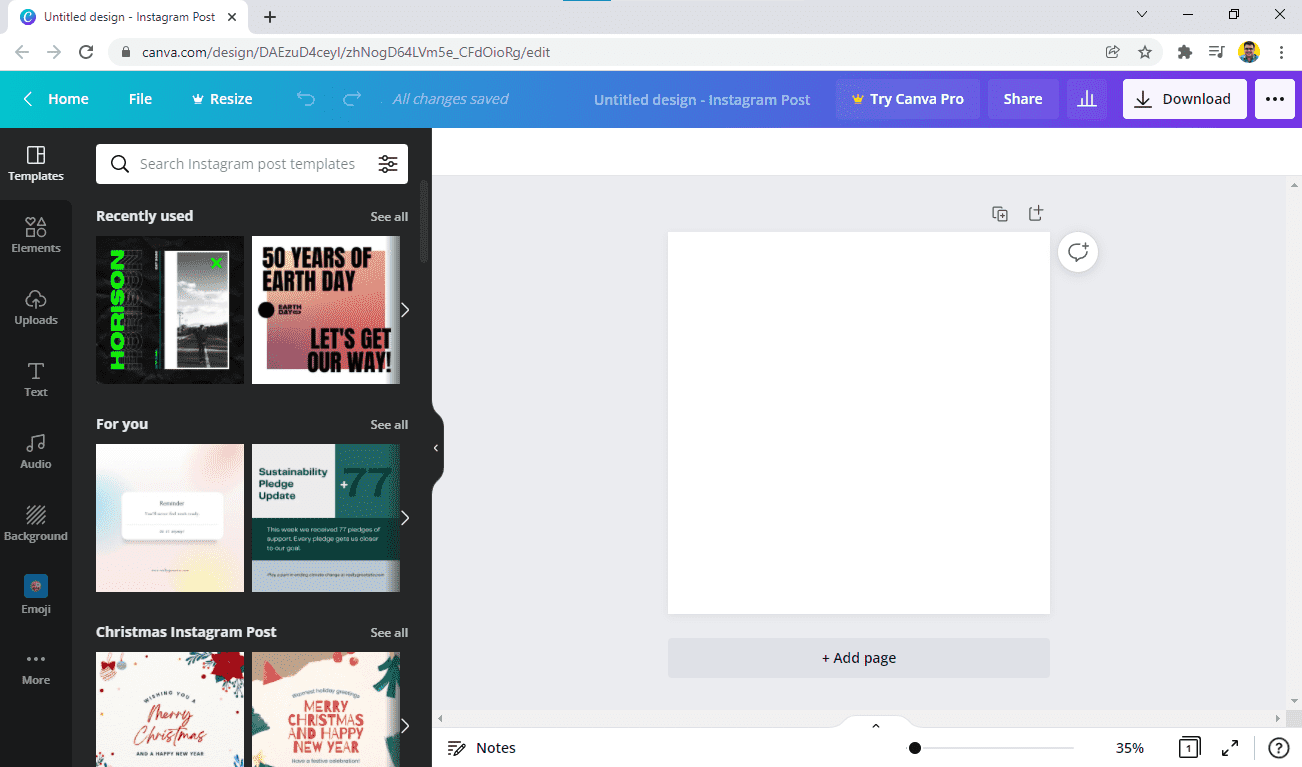 Untitled design - Instagram Post
canva.com/design/DAEzuD4ceyI/zhNogD64LVm5e_CFdOioRg/edit
Home
File
Resize
All changes saved
Untitled design - Instagram Post
Try Canva Pro
Share
Download
Templates
Elements
Uploads
Text
Audio
Background
Emoji
More
Search Instagram post templates
Recently used
See all
HORISON
50 YEARS OF
EARTH DAY
EARTH
DAY
LET'S GET
OUR WAY!
For you
See all
Reminder
Sustainability
Pledge
Update
+77
This week we received 77 pledges of
support. Every pledge gets us closer
to our goal.
Christmas Instagram Post
See all
WISHING YOU A
Merry
Christmas
AND A HAPPY NEW YEAR
Warmest holiday greetings
MERRY
CHRISTMAS
AND HAPPY
NEW YEAR
Have a festive celebration!
+ Add page
Notes
35%
1